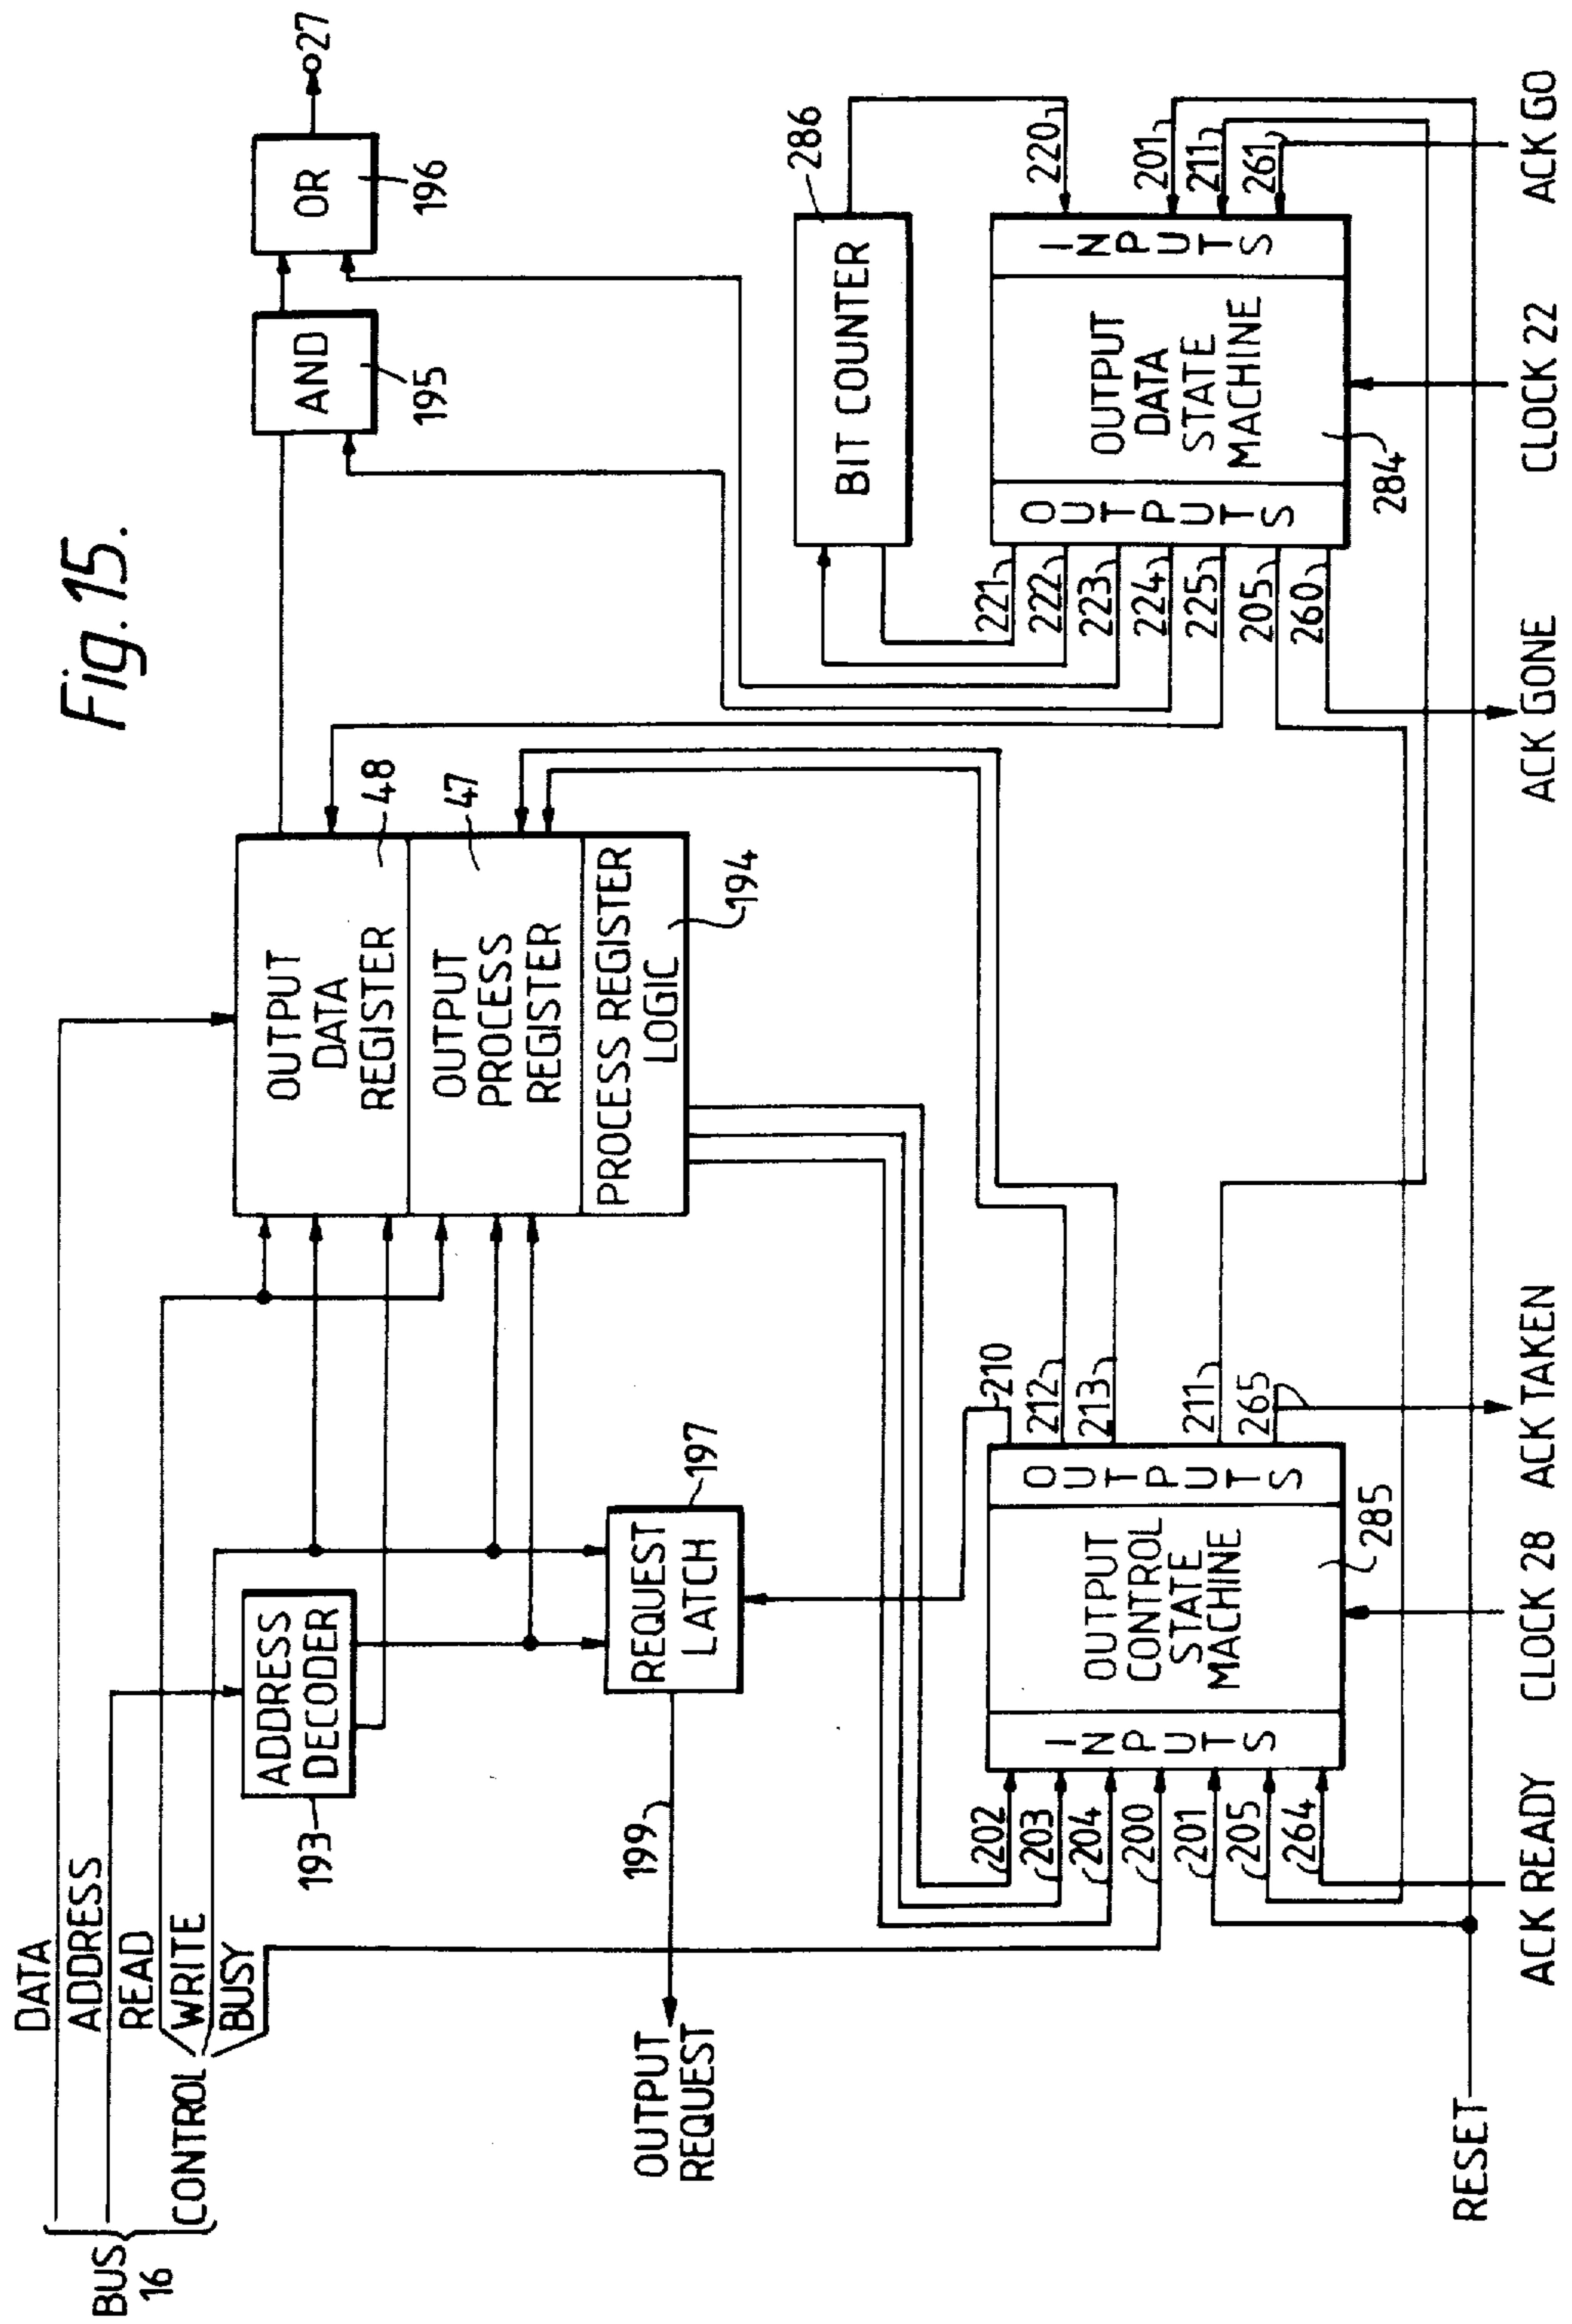 Fig. 15.
BUS
16
DATA
ADDRESS
READ
CONTROL
WRITE
BUSY
193
ADDRESS
DECODER
OUTPUT
DATA
REGISTER
48
OUTPUT
PROCESS
REGISTER
47
PROCESS REGISTER
LOGIC
194
AND
195
OR
196
27
OUTPUT
REQUEST
199
REQUEST
LATCH
197
BIT COUNTER
286
202
203
204
200
201
205
264
INPUTS
OUTPUT
CONTROL
STATE
MACHINE
OUTPUTS
285
210
212
213
211
265
221
222
223
224
225
205
260
OUTPUTS
OUTPUT
DATA
STATE
MACHINE
INPUTS
284
220
201
211
261
RESET
ACK READY
CLOCK 28
ACK TAKEN
ACK GONE
CLOCK 22
ACK GO